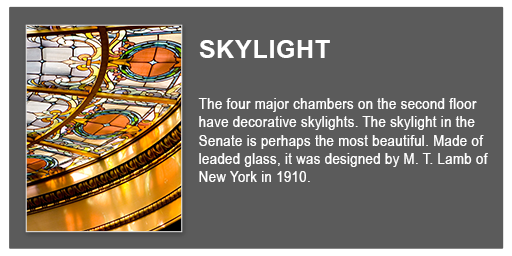 SKYLIGHT
The four major chambers on the second floor
have decorative skylights. The skylight in the
Senate is perhaps the most beautiful. Made of
leaded glass, it was designed by M. T. Lamb of
New York in 1910.